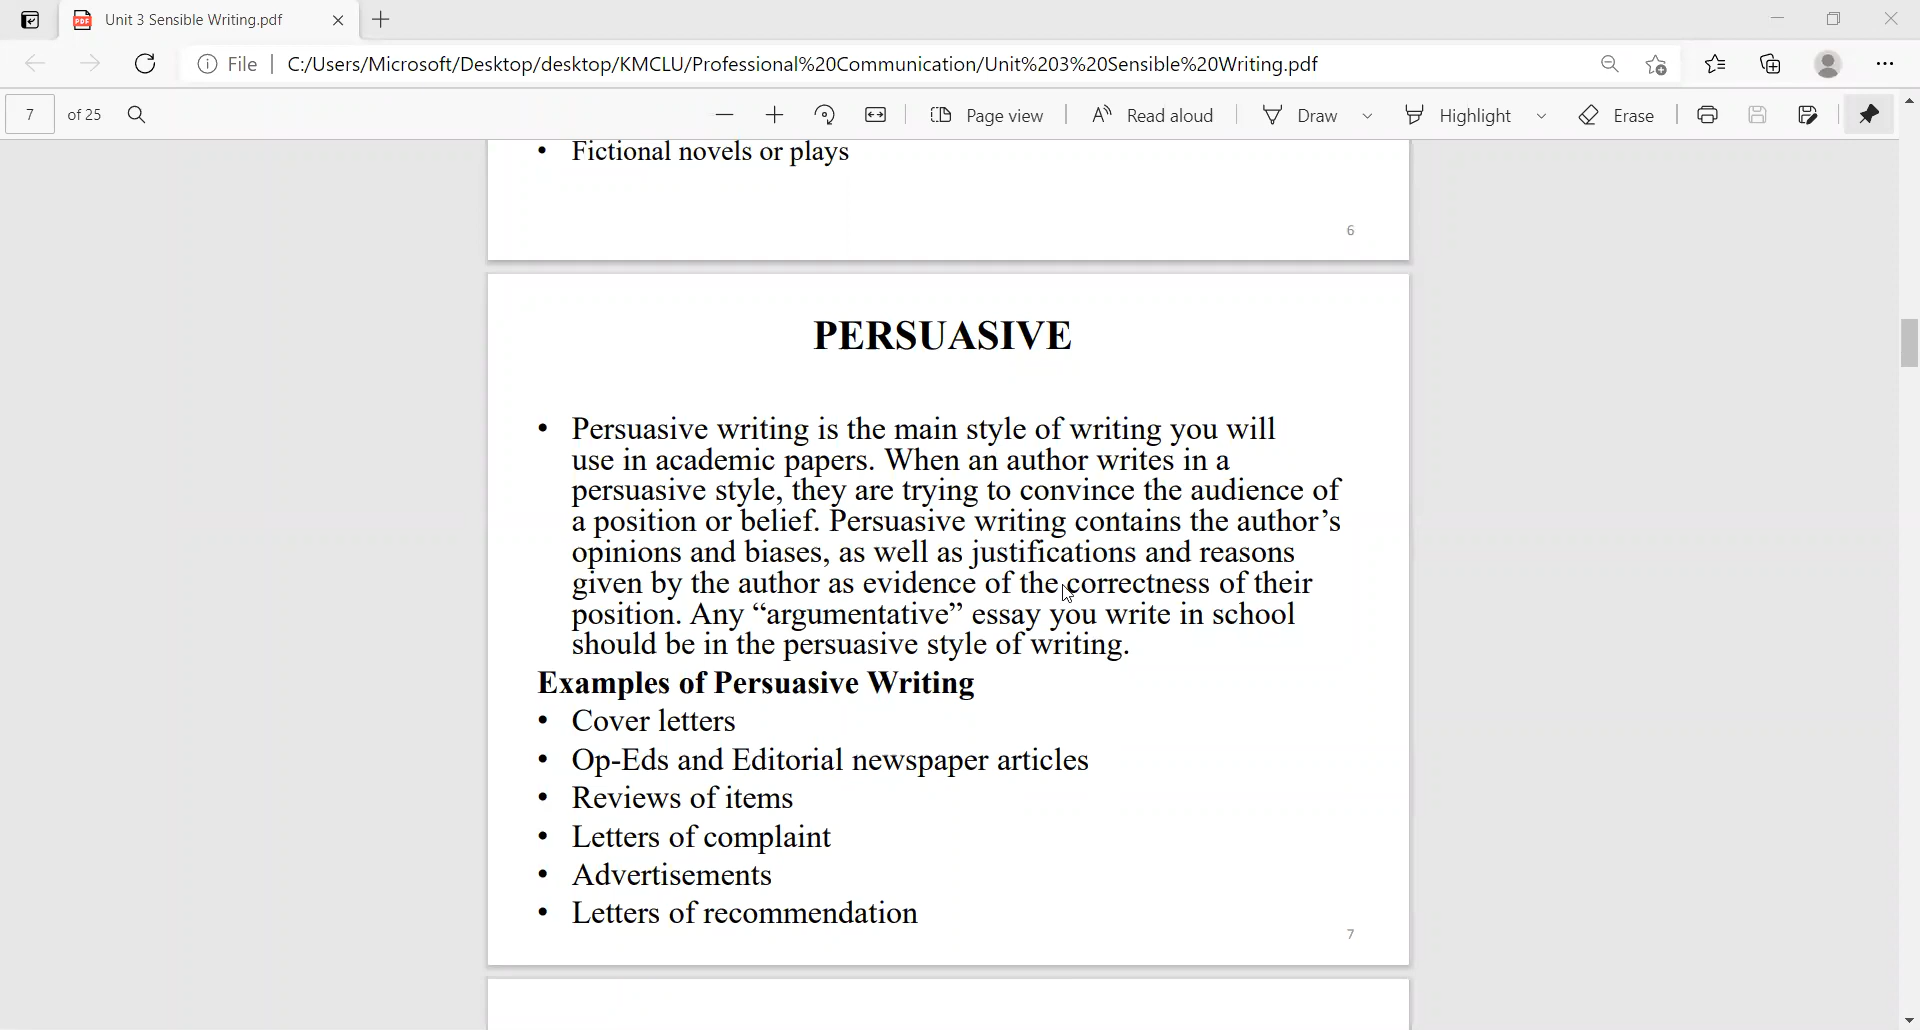 Unit 3 Sensible Writing.pdf
File
C:/Users/Microsoft/Desktop/desktop/KMCLU/Professional%20Communication/Unit%203%20Sensible%20Writing.pdf
7 of 25
Page view
Read aloud
Draw
Highlight
Erase
• Fictional novels or plays
6
PERSUASIVE
• Persuasive writing is the main style of writing you will
use in academic papers. When an author writes in a
persuasive style, they are trying to convince the audience of
a position or belief. Persuasive writing contains the author’s
opinions and biases, as well as justifications and reasons
given by the author as evidence of the correctness of their
position. Any “argumentative” essay you write in school
should be in the persuasive style of writing.
Examples of Persuasive Writing
• Cover letters
• Op-Eds and Editorial newspaper articles
• Reviews of items
• Letters of complaint
• Advertisements
• Letters of recommendation
7